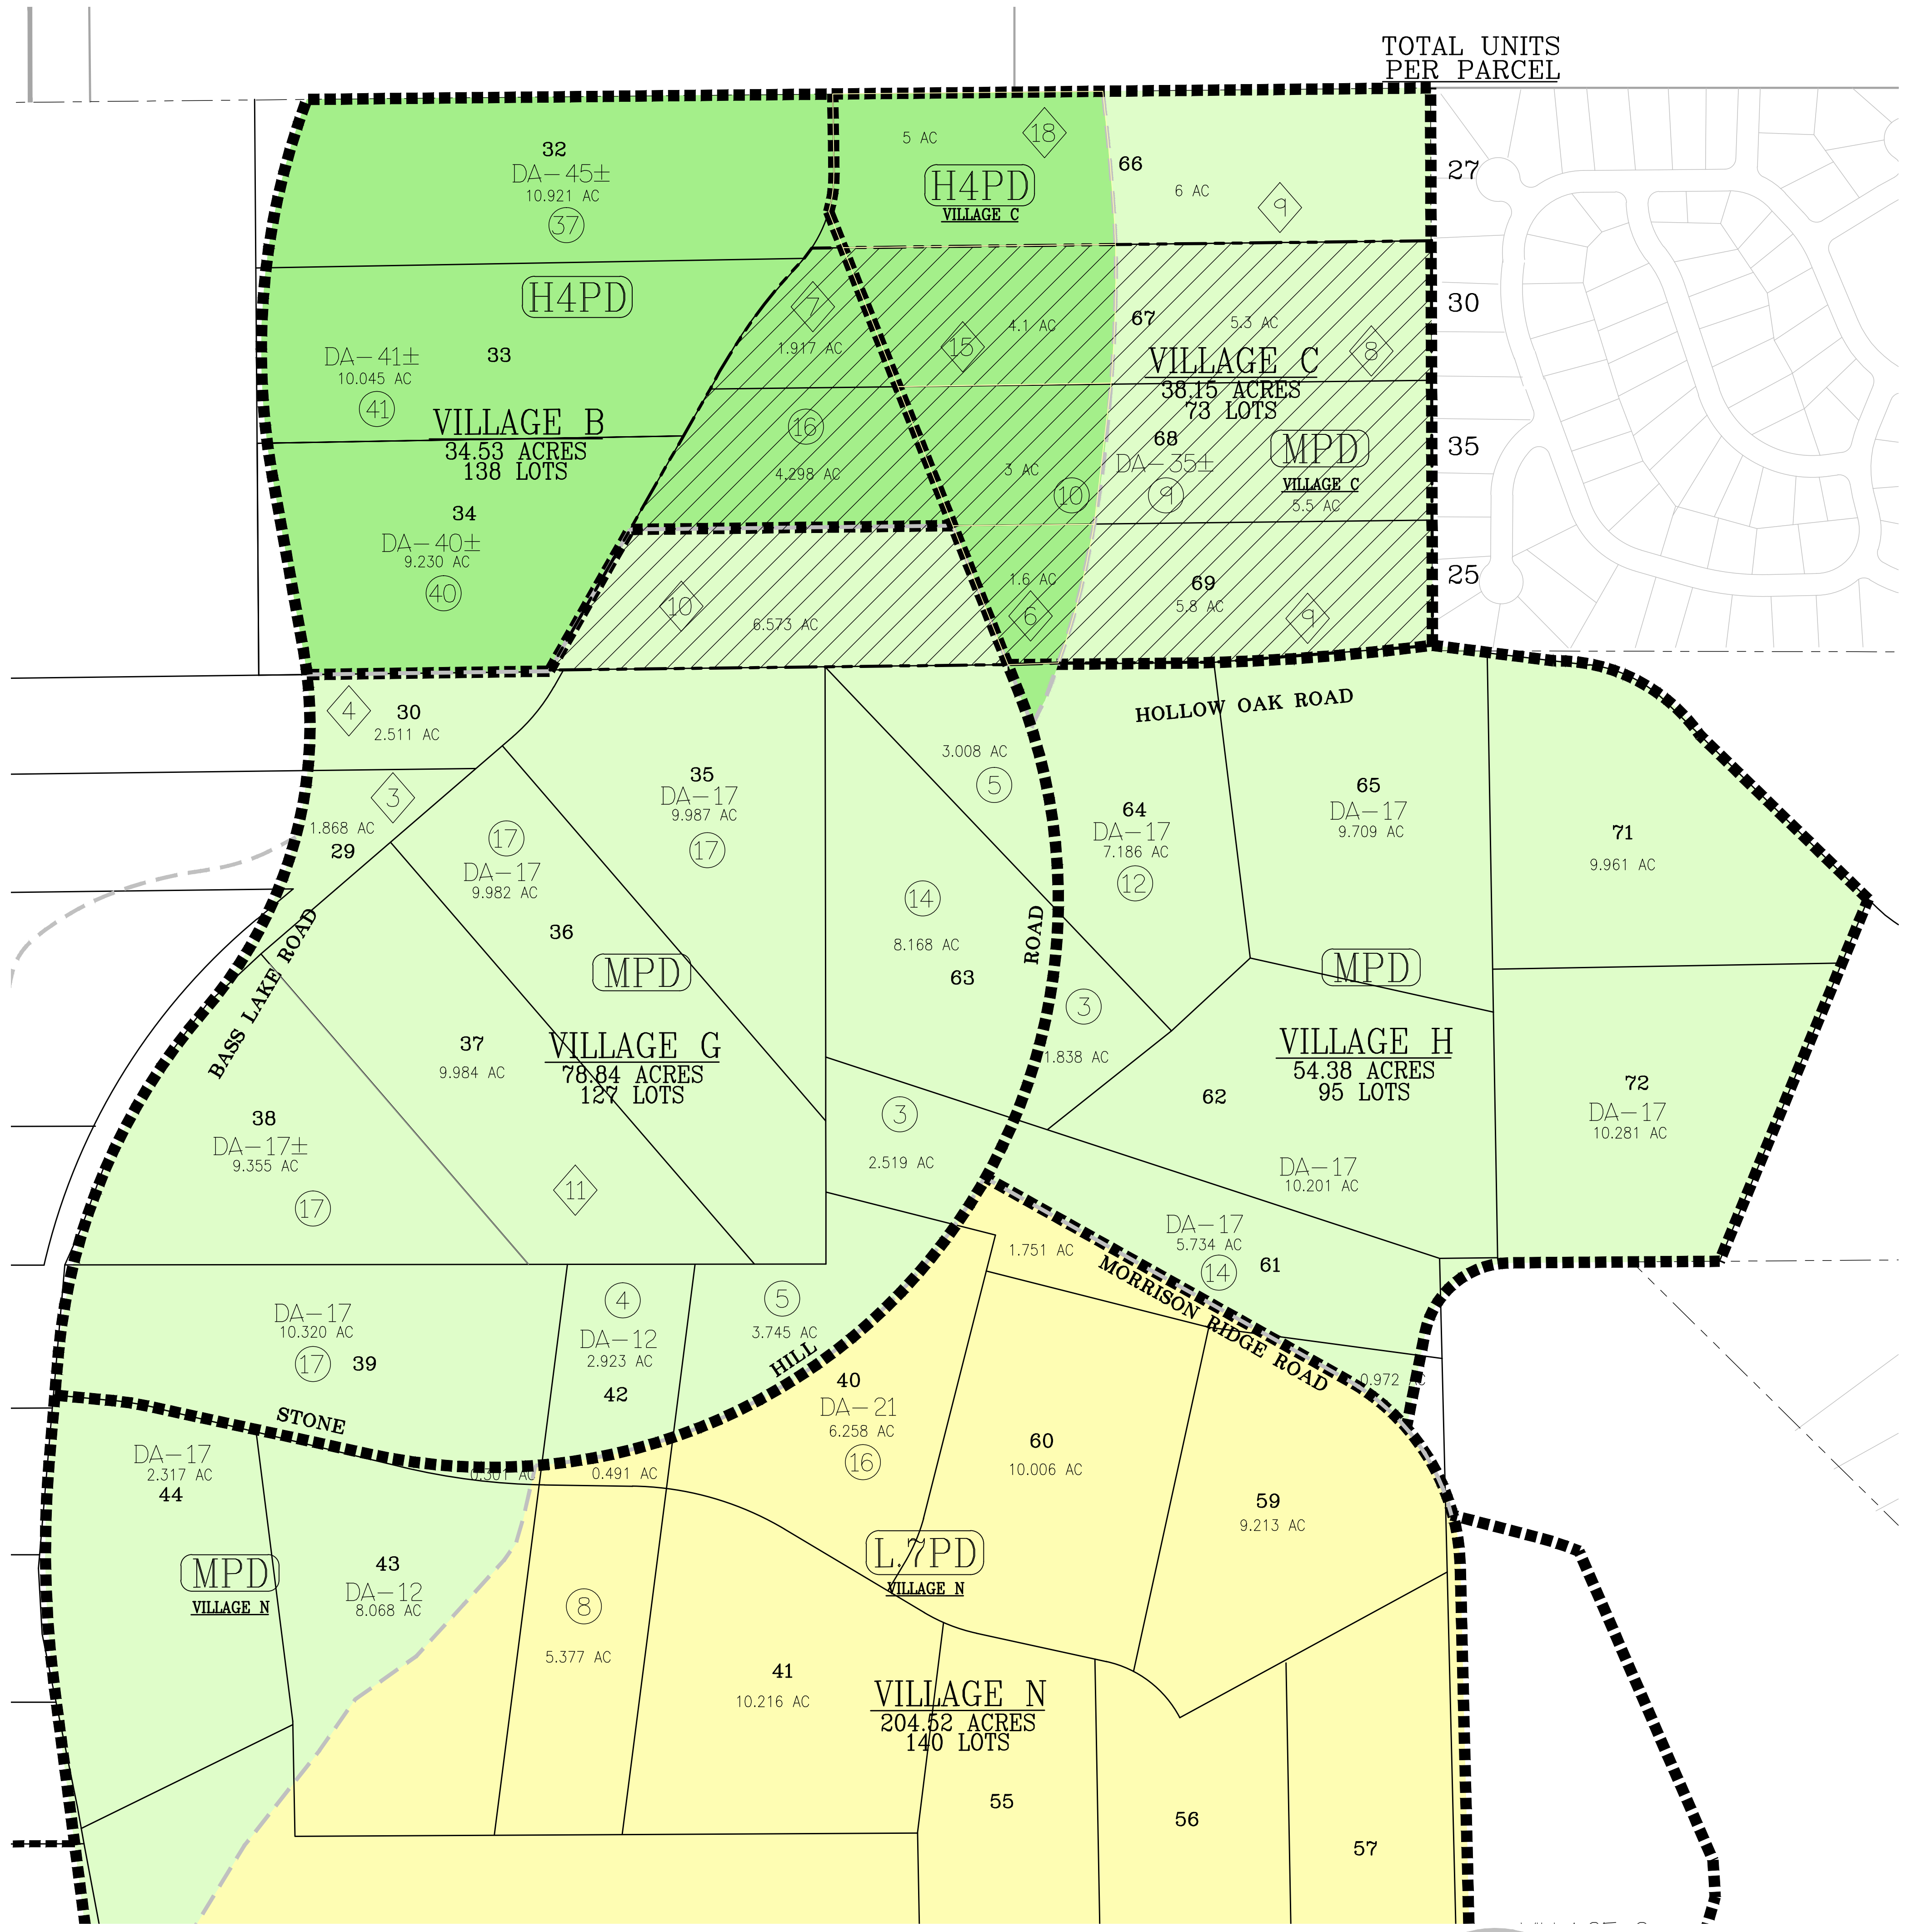 TOTAL UNITS
PER PARCEL
32
DA-45±
10.921 AC
37
H4PD
5 AC
18
H4PD
VILLAGE C
66
6 AC
9
27
DA-41±
10.045 AC
41
33
VILLAGE B
34.53 ACRES
138 LOTS
7
1.917 AC
16
4.298 AC
15
4.1 AC
67
5.3 AC
8
30
VILLAGE C
38.15 ACRES
73 LOTS
3 AC
10
68
DA-35±
9
MPD
VILLAGE C
5.5 AC
35
34
DA-40±
9.230 AC
40
10
6.573 AC
1.6 AC
6
69
5.8 AC
9
25
4
30
2.511 AC
3
1.868 AC
29
HOLLOW OAK ROAD
35
DA-17
9.987 AC
17
17
DA-17
9.982 AC
36
MPD
3.008 AC
5
64
DA-17
7.186 AC
12
65
DA-17
9.709 AC
71
9.961 AC
14
8.168 AC
63
ROAD
BASS LAKE ROAD
MPD
3
1.838 AC
37
9.984 AC
VILLAGE G
78.84 ACRES
127 LOTS
VILLAGE H
54.38 ACRES
95 LOTS
62
DA-17
10.201 AC
72
DA-17
10.281 AC
38
DA-17±
9.355 AC
17
11
3
2.519 AC
1.751 AC
DA-17
5.734 AC
14
61
MORRISON RIDGE ROAD
0.972 AC
DA-17
10.320 AC
17
39
4
DA-12
2.923 AC
42
5
3.745 AC
HILL
STONE
40
DA-21
6.258 AC
16
0.301 AC
0.491 AC
DA-17
2.317 AC
44
60
10.006 AC
59
9.213 AC
MPD
VILLAGE N
43
DA-12
8.068 AC
L.7PD
VILLAGE N
8
5.377 AC
41
10.216 AC
VILLAGE N
204.52 ACRES
140 LOTS
55
56
57